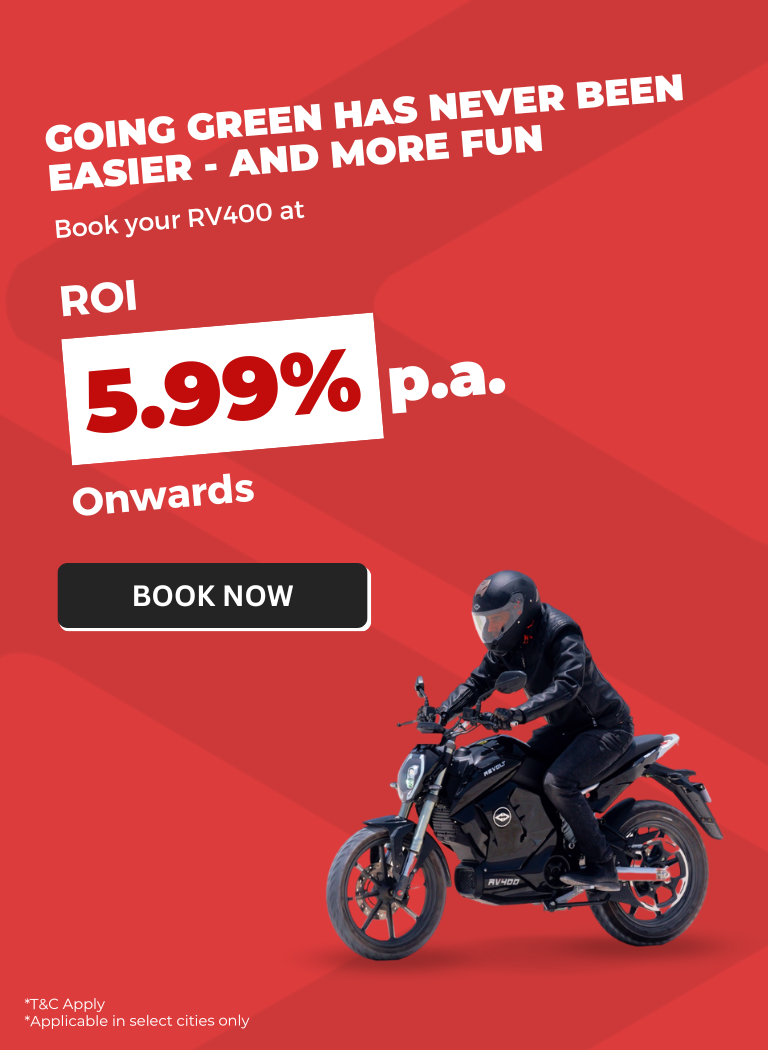 GOING GREEN HAS NEVER BEEN
EASIER - AND MORE FUN
Book your RV400 at
ROI
5.99% p.a.
Onwards
BOOK NOW
REVOLT
RV400
*T&C Apply
*Applicable in select cities only